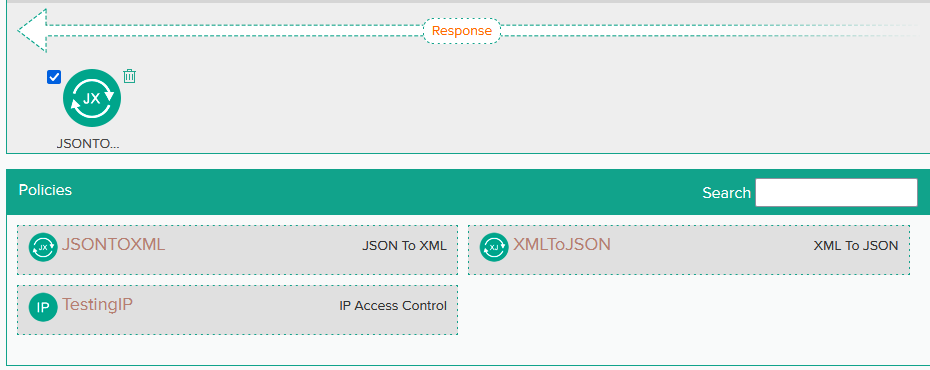 Response
JX
JSONTO...
Policies
Search
JX JSONTOXML JSON To XML
XJ XMLToJSON XML To JSON
IP TestingIP IP Access Control